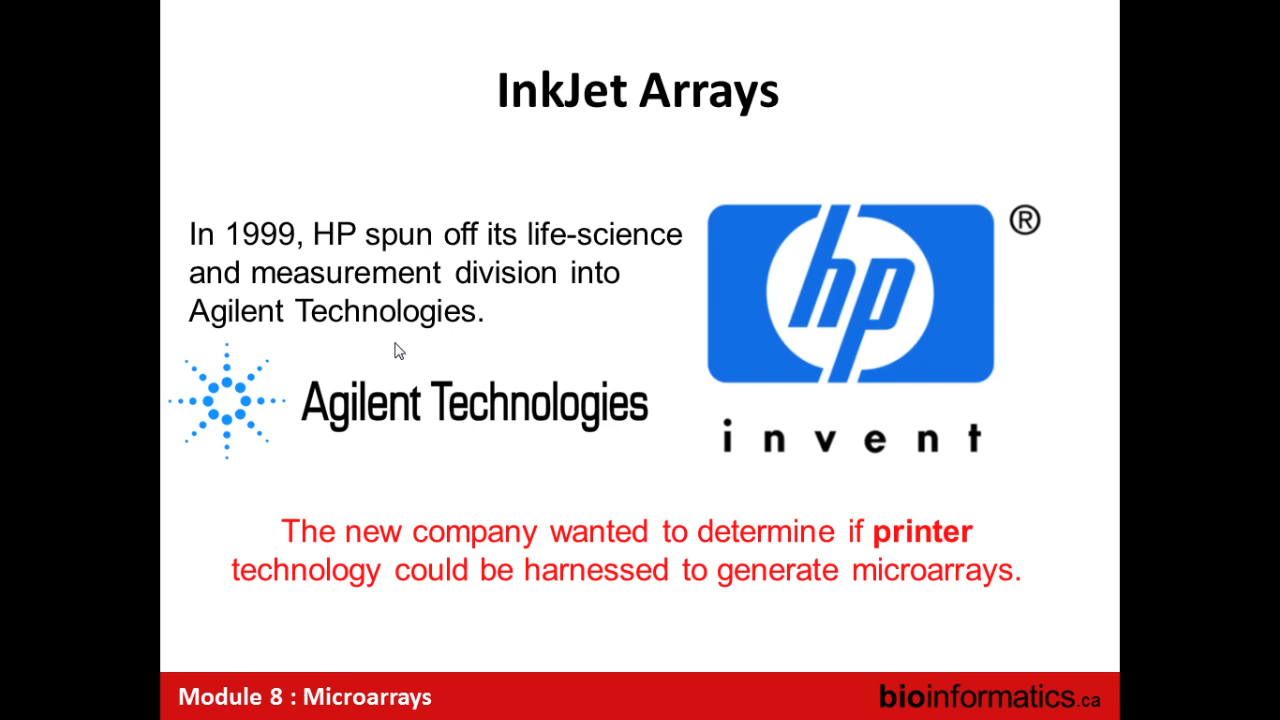 InkJet Arrays
In 1999, HP spun off its life-science
and measurement division into
Agilent Technologies.
Agilent Technologies
hp
®
invent
The new company wanted to determine if printer
technology could be harnessed to generate microarrays.
Module 8 : Microarrays
bioinformatics.ca